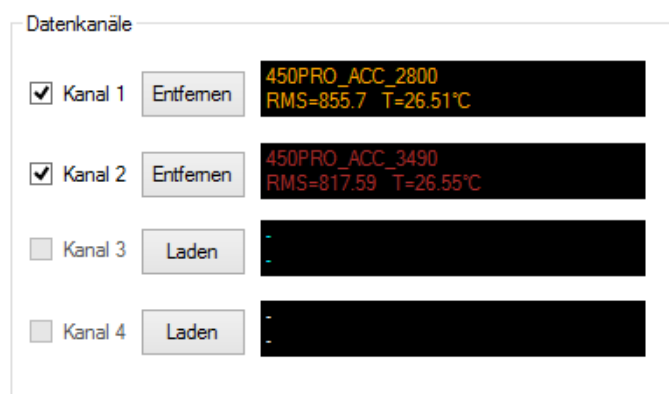 Datenkanäle
Kanal 1
Entfernen
450PRO_ACC_2800
RMS=855.7 T=26.51°C
Kanal 2
Entfernen
450PRO_ACC_3490
RMS=817.59 T=26.55°C
Kanal 3
Laden
-
-
Kanal 4
Laden
-
-